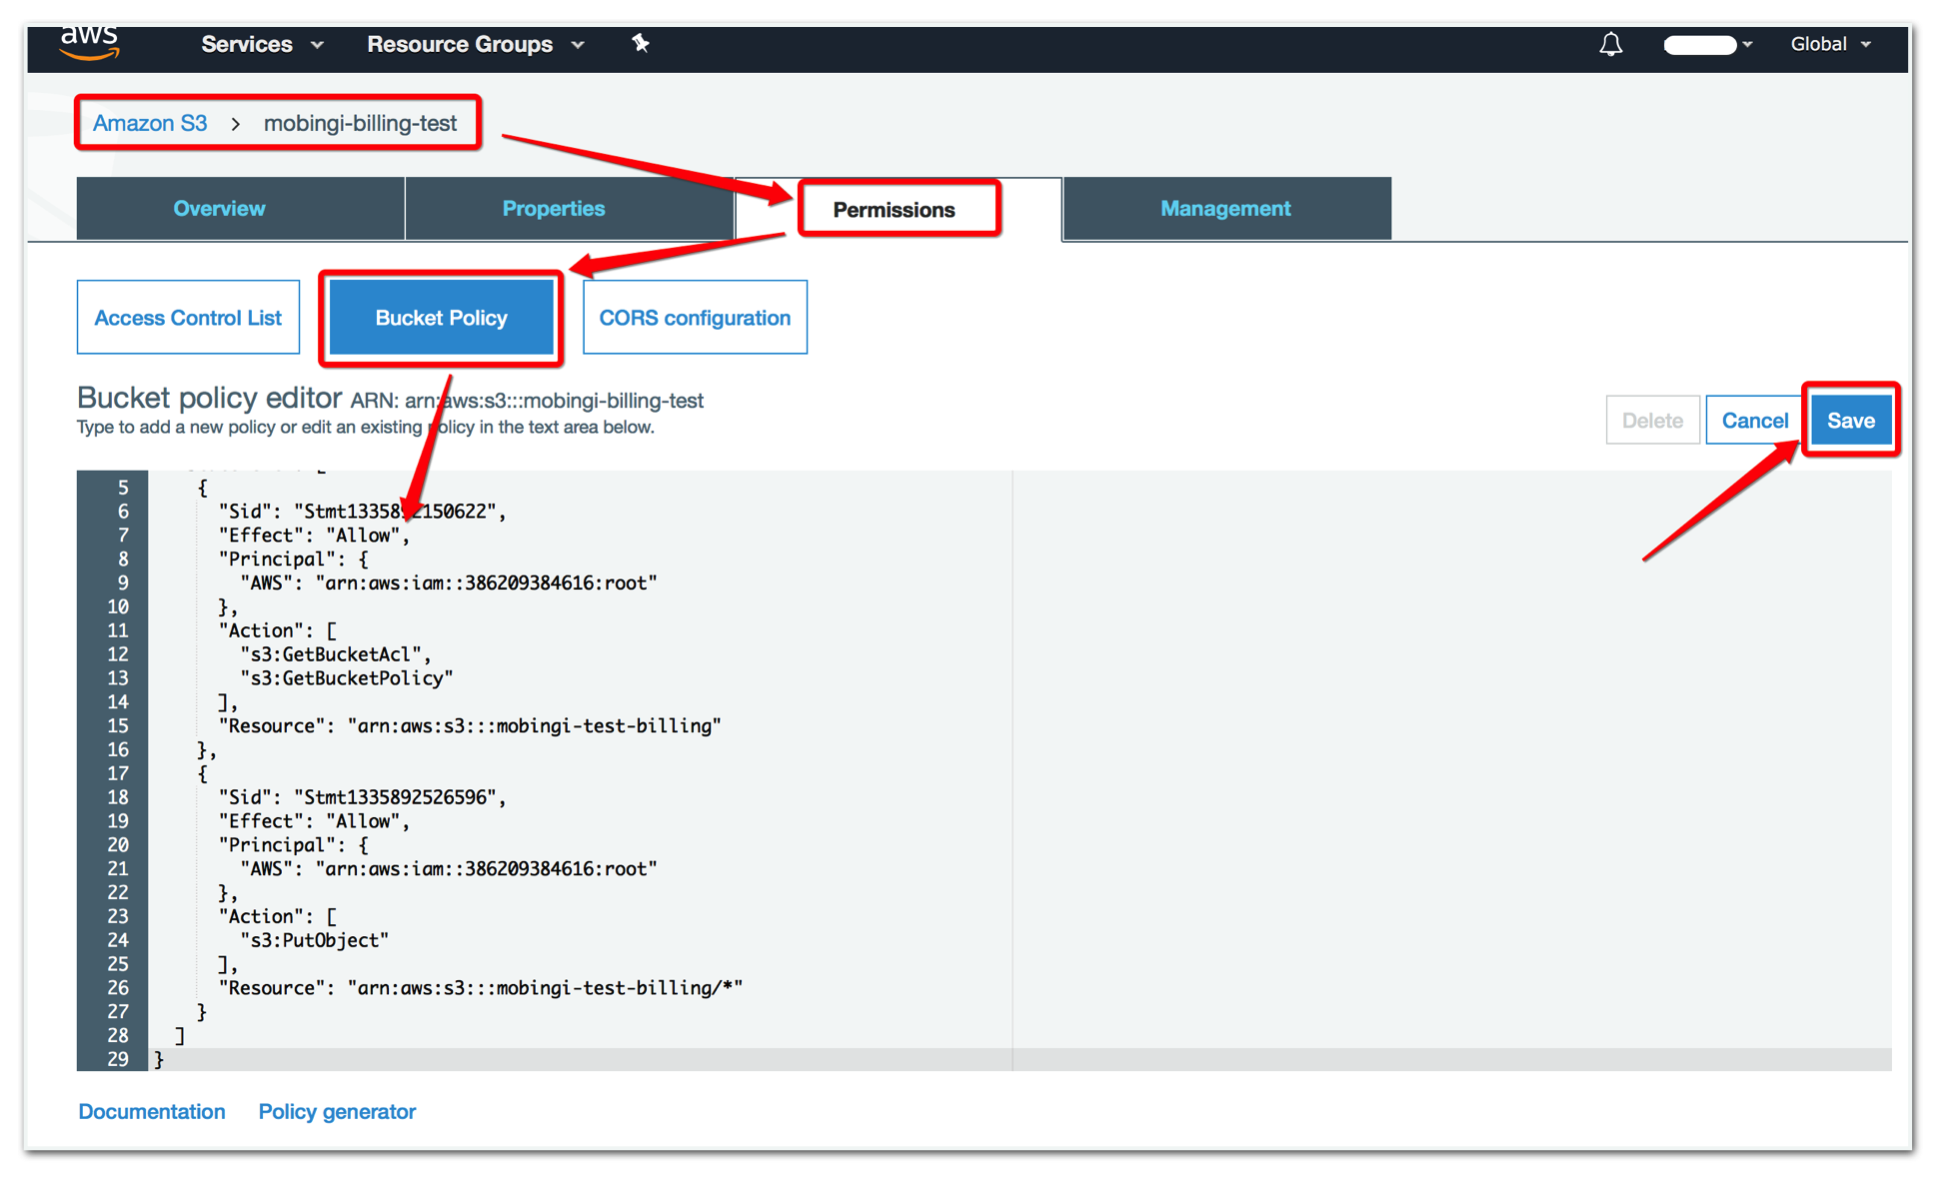 aws Services Resource Groups Global
Amazon S3 > mobingi-billing-test
Overview Properties Permissions Management
Access Control List Bucket Policy CORS configuration
Bucket policy editor ARN: arn:aws:s3:::mobingi-billing-test
Type to add a new policy or edit an existing policy in the text area below.
Delete Cancel Save
5 {
6 "Sid": "Stmt1335892150622",
7 "Effect": "Allow",
8 "Principal": {
9 "AWS": "arn:aws:iam::386209384616:root"
10 },
11 "Action": [
12 "s3:GetBucketAcl",
13 "s3:GetBucketPolicy"
14 ],
15 "Resource": "arn:aws:s3:::mobingi-test-billing"
16 },
17 {
18 "Sid": "Stmt1335892526596",
19 "Effect": "Allow",
20 "Principal": {
21 "AWS": "arn:aws:iam::386209384616:root"
22 },
23 "Action": [
24 "s3:PutObject"
25 ],
26 "Resource": "arn:aws:s3:::mobingi-test-billing/*"
27 }
28 ]
29 }
Documentation Policy generator